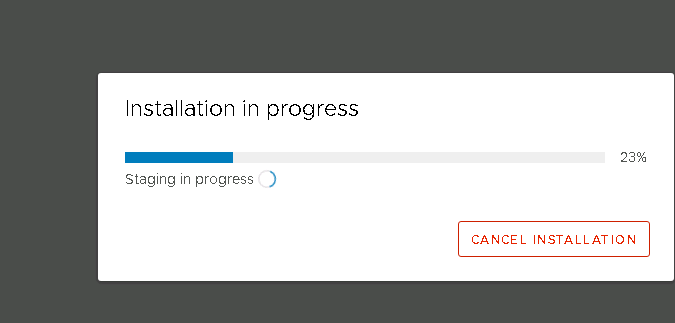 Installation in progress
23%
Staging in progress
CANCEL INSTALLATION